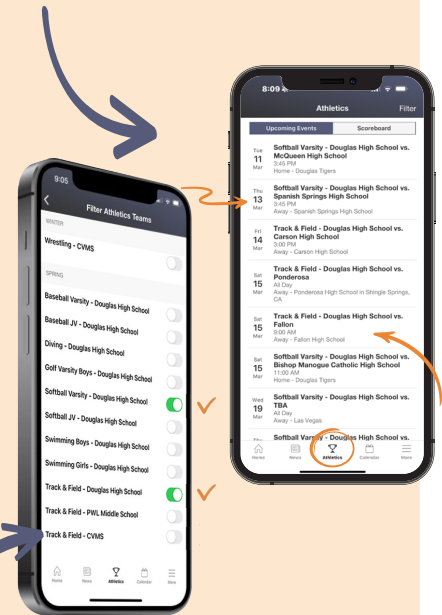 9:05
Filter Athletics Teams
WINTER
Wrestling - CVMS
SPRING
Baseball Varsity - Douglas High School
Baseball JV - Douglas High School
Diving - Douglas High School
Golf Varsity Boys - Douglas High School
Softball Varsity - Douglas High School
Softball JV - Douglas High School
Swimming Boys - Douglas High School
Swimming Girls - Douglas High School
Track & Field - Douglas High School
Track & Field - PWL Middle School
Track & Field - CVMS
Home News Athletics Calendar More
8:09
Athletics Filter
Upcoming Events Scoreboard
Tue
11
Mar
Softball Varsity - Douglas High School vs.
McQueen High School
3:45 PM
Home - Douglas Tigers
Thu
13
Mar
Softball Varsity - Douglas High School vs.
Spanish Springs High School
3:45 PM
Away - Spanish Springs High School
Fri
14
Mar
Track & Field - Douglas High School vs.
Carson High School
3:00 PM
Away - Carson High School
Sat
15
Mar
Track & Field - Douglas High School vs.
Ponderosa
All Day
Away - Ponderosa High School in Shingle Springs,
CA
Sat
15
Mar
Track & Field - Douglas High School vs.
Fallon
9:00 AM
Away - Fallon High School
Sat
15
Mar
Softball Varsity - Douglas High School vs.
Bishop Manogue Catholic High School
11:00 AM
Home - Douglas Tigers
Wed
19
Mar
Softball Varsity - Douglas High School vs.
TBA
All Day
Away - Las Vegas
Softball Varsity - Douglas High School vs.
Home News Athletics Calendar More